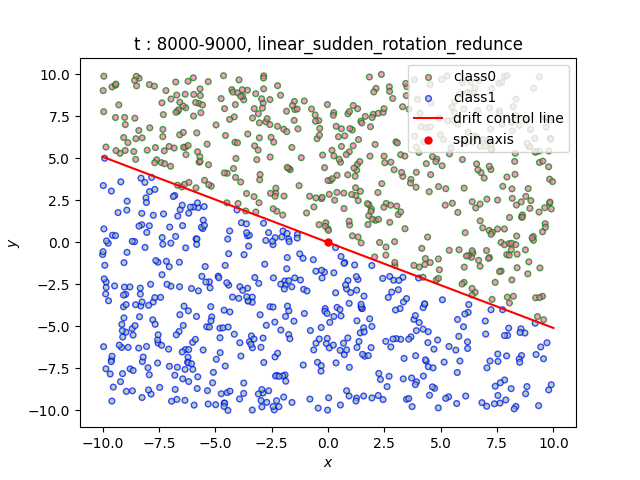 t : 8000-9000, linear_sudden_rotation_redunce
class0
class1
drift control line
spin axis
10.0
7.5
5.0
2.5
0.0
−2.5
−5.0
−7.5
−10.0
y
−10.0 −7.5 −5.0 −2.5 0.0 2.5 5.0 7.5 10.0
x